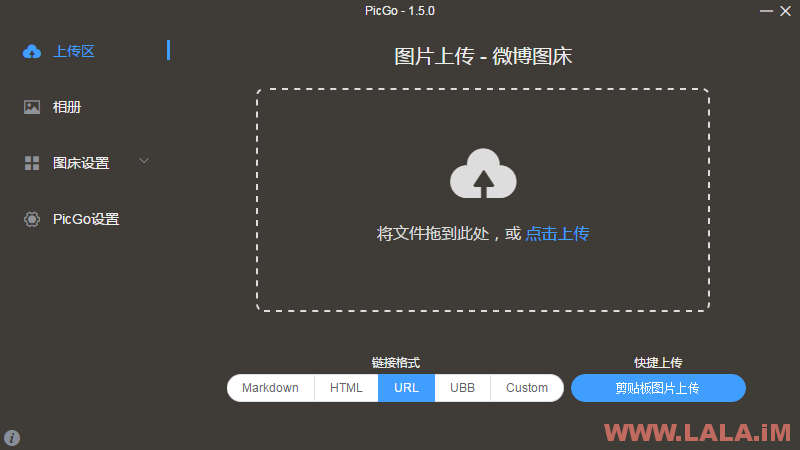 PicGo - 1.5.0
上传区
相册
图床设置
PicGo设置
图片上传 - 微博图床
将文件拖到此处，或 点击上传
链接格式
Markdown HTML URL UBB Custom
快捷上传
剪贴板图片上传
i
WWW.LALA.iM